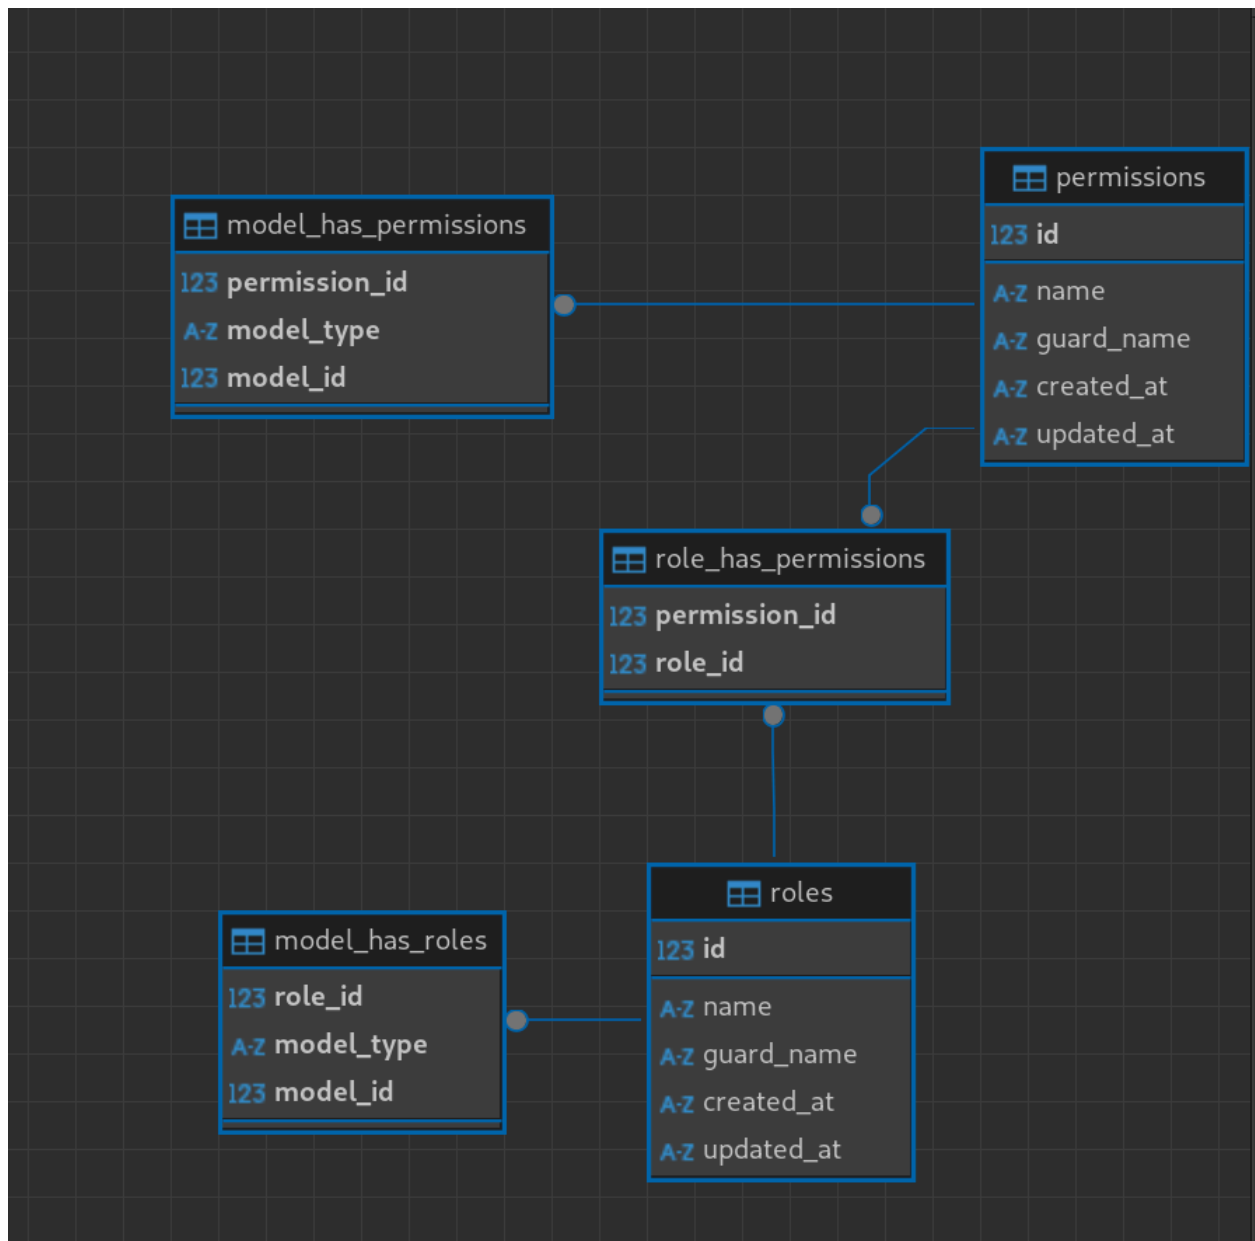 permissions
123 id
A-Z name
A-Z guard_name
A-Z created_at
A-Z updated_at
model_has_permissions
123 permission_id
A-Z model_type
123 model_id
role_has_permissions
123 permission_id
123 role_id
roles
123 id
A-Z name
A-Z guard_name
A-Z created_at
A-Z updated_at
model_has_roles
123 role_id
A-Z model_type
123 model_id